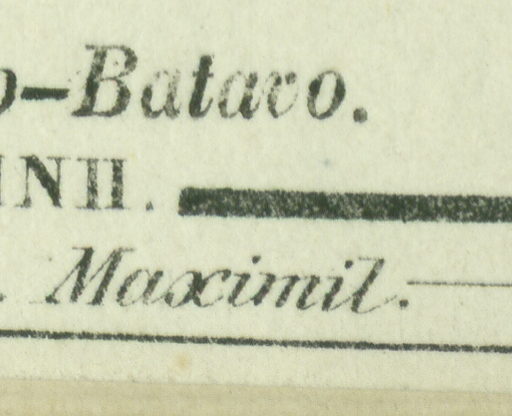 o-Batavo.
INII.
. Maximil.